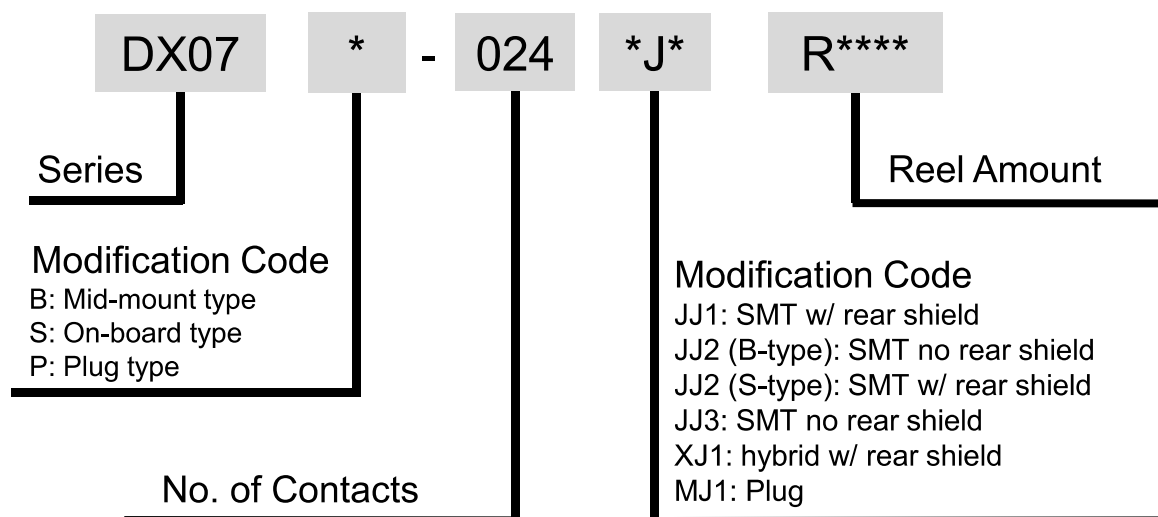 DX07 * - 024 *J* R****
Series
Reel Amount
Modification Code
B: Mid-mount type
S: On-board type
P: Plug type
Modification Code
JJ1: SMT w/ rear shield
JJ2 (B-type): SMT no rear shield
JJ2 (S-type): SMT w/ rear shield
JJ3: SMT no rear shield
XJ1: hybrid w/ rear shield
MJ1: Plug
No. of Contacts